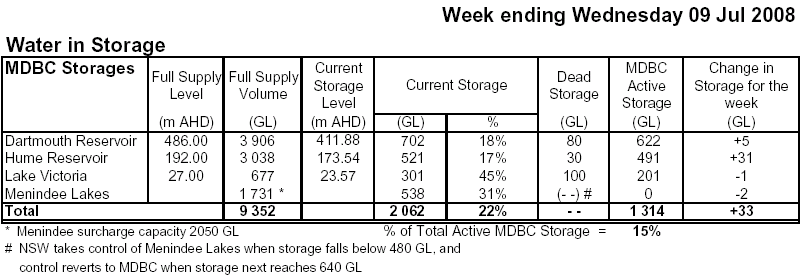 Week ending Wednesday 09 Jul 2008
Water in Storage
MDBC Storages Full Supply Level Full Supply Volume Current Storage Level Current Storage Dead Storage MDBC Active Storage Change in Storage for the week
(m AHD) (GL) (m AHD) (GL) % (GL) (GL) (GL)
Dartmouth Reservoir 486.00 3 906 411.88 702 18% 80 622 +5
Hume Reservoir 192.00 3 038 173.54 521 17% 30 491 +31
Lake Victoria 27.00 677 23.57 301 45% 100 201 -1
Menindee Lakes 1 731 * 538 31% (- -) # 0 -2
Total 9 352 2 062 22% - - 1 314 +33
* Menindee surcharge capacity 2050 GL % of Total Active MDBC Storage = 15%
# NSW takes control of Menindee Lakes when storage falls below 480 GL, and
control reverts to MDBC when storage next reaches 640 GL